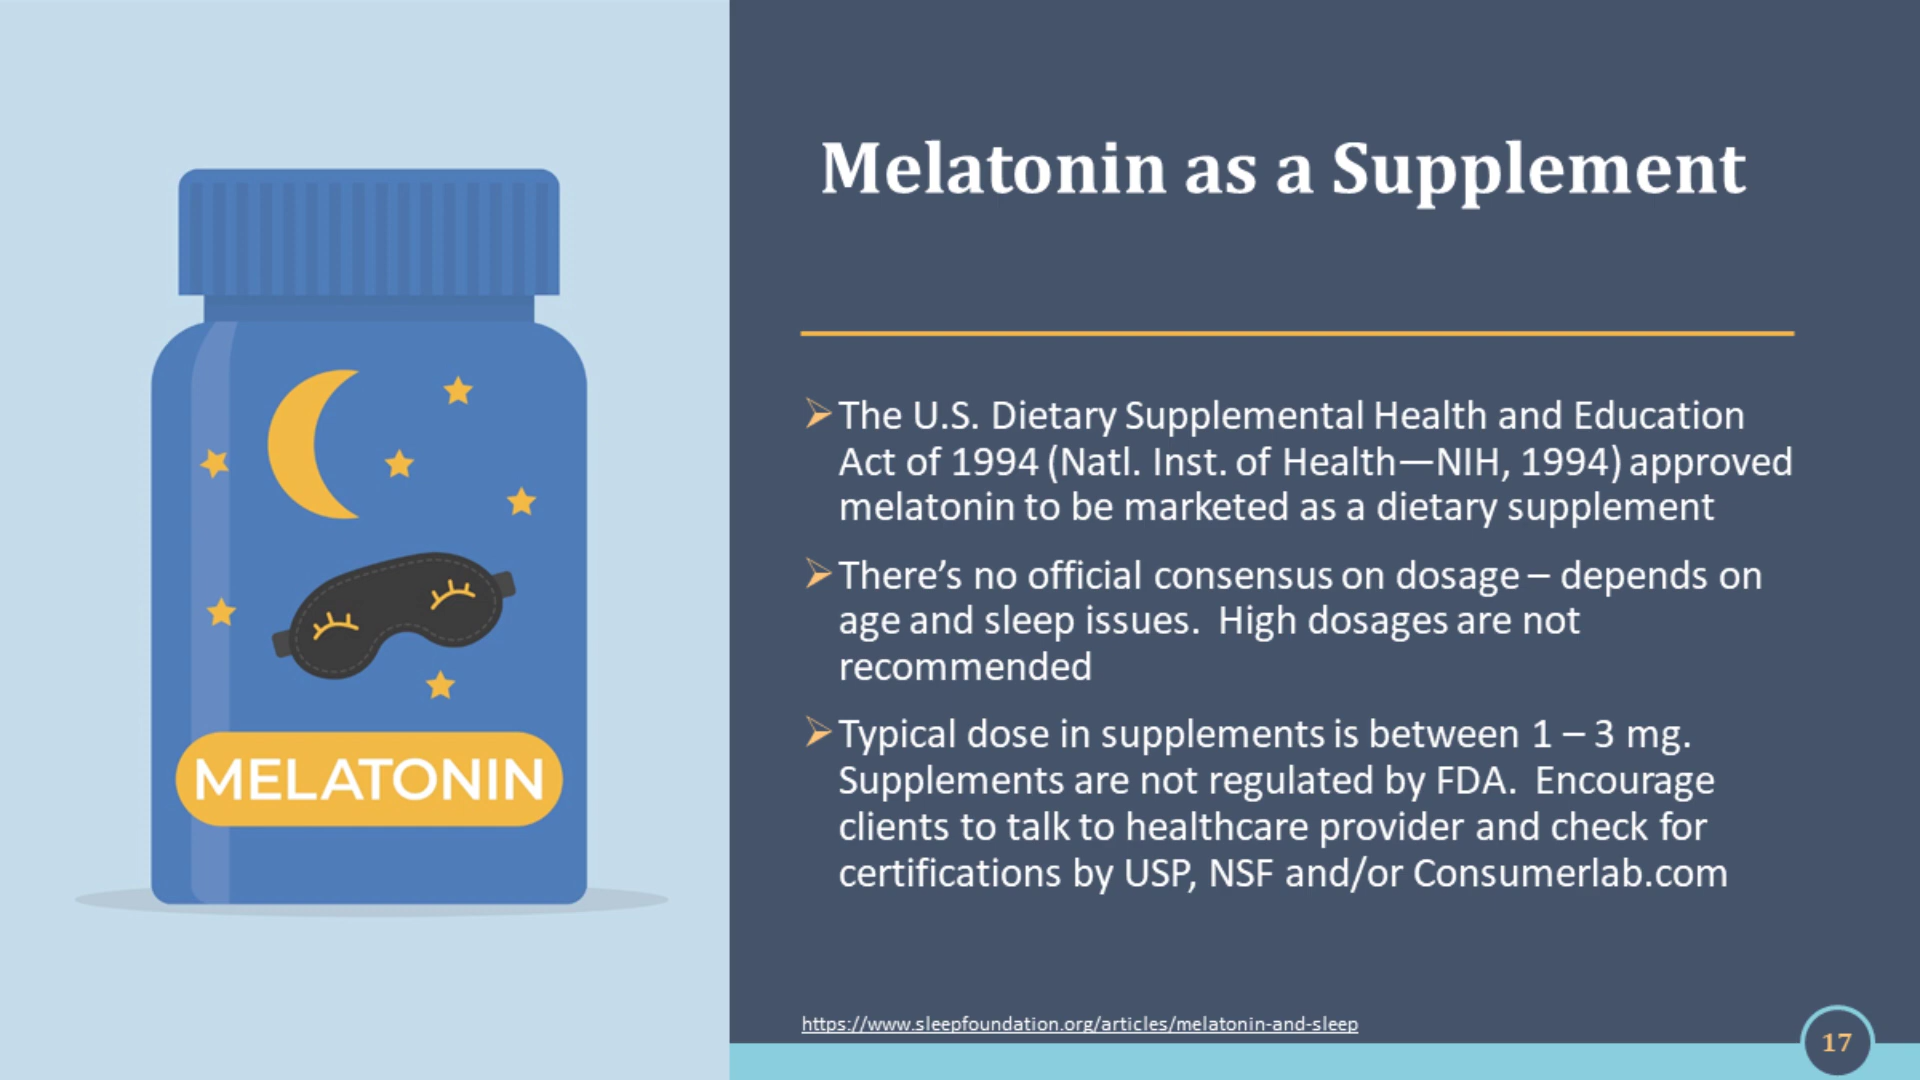 MELATONIN
Melatonin as a Supplement
The U.S. Dietary Supplemental Health and Education
Act of 1994 (Natl. Inst. of Health—NIH, 1994) approved
melatonin to be marketed as a dietary supplement
There’s no official consensus on dosage – depends on
age and sleep issues.  High dosages are not
recommended
Typical dose in supplements is between 1 – 3 mg.
Supplements are not regulated by FDA.  Encourage
clients to talk to healthcare provider and check for
certifications by USP, NSF and/or Consumerlab.com
https://www.sleepfoundation.org/articles/melatonin-and-sleep
17